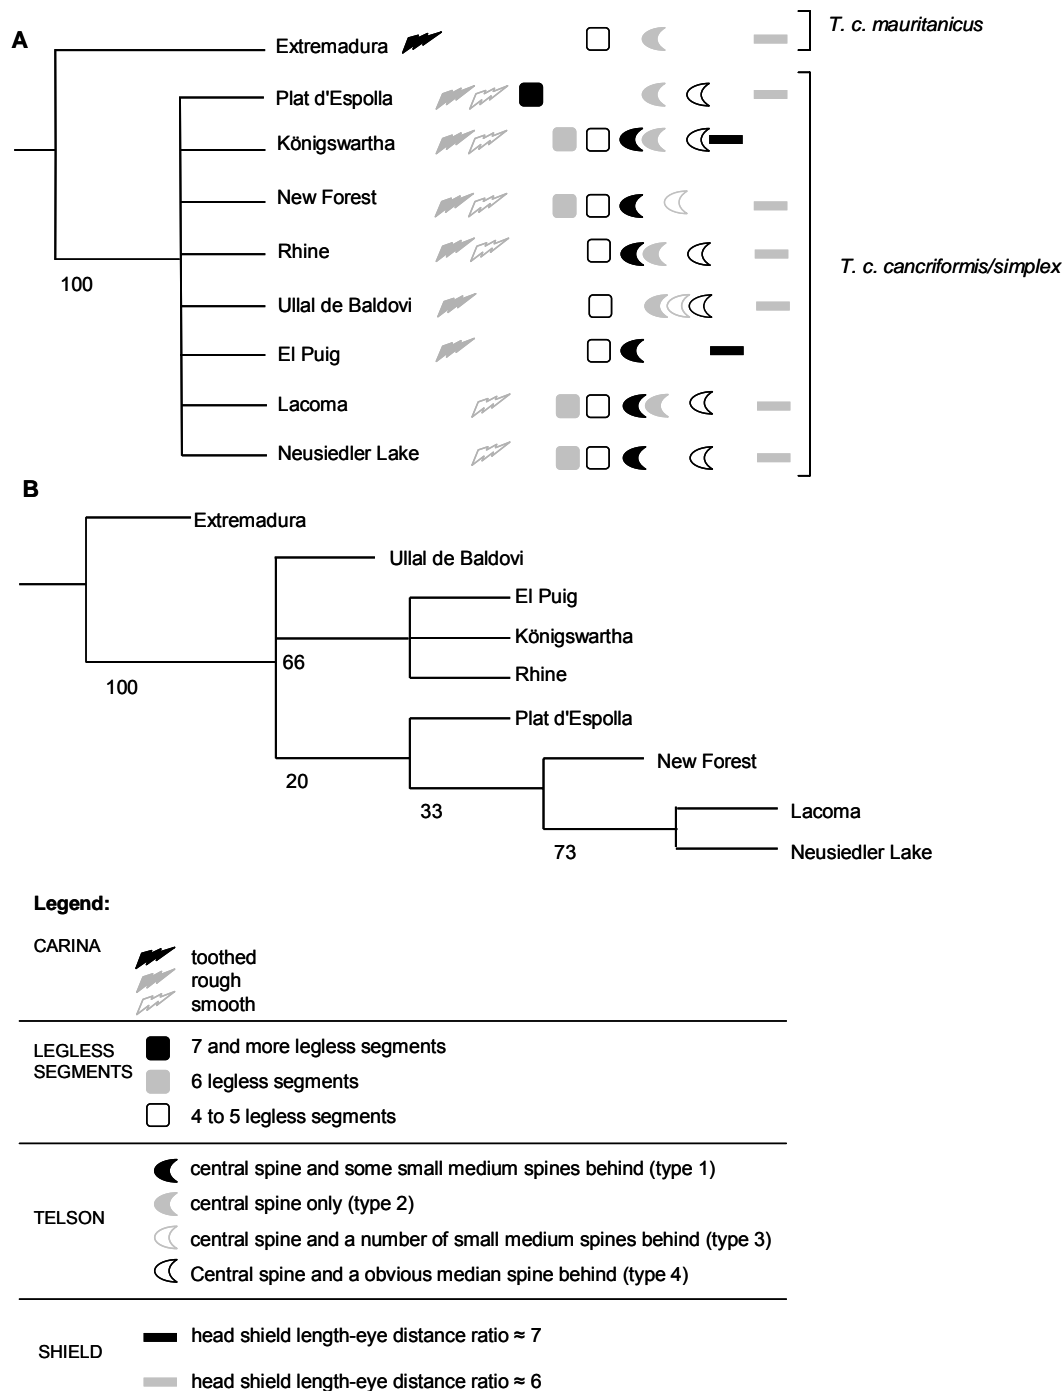 A
T. c. mauritanicus
Extremadura
Plat d'Espolla
Königswartha
New Forest
Rhine
T. c. cancriformis/simplex
100
Ullal de Baldovi
El Puig
Lacoma
Neusiedler Lake
B
Extremadura
Ullal de Baldovi
El Puig
Königswartha
66
Rhine
100
Plat d'Espolla
New Forest
20
33
Lacoma
73
Neusiedler Lake
Legend:
CARINA
toothed
rough
smooth
LEGLESS
SEGMENTS
7 and more legless segments
6 legless segments
4 to 5 legless segments
TELSON
central spine and some small medium spines behind (type 1)
central spine only (type 2)
central spine and a number of small medium spines behind (type 3)
Central spine and a obvious median spine behind (type 4)
SHIELD
head shield length-eye distance ratio ≈ 7
head shield length-eye distance ratio ≈ 6